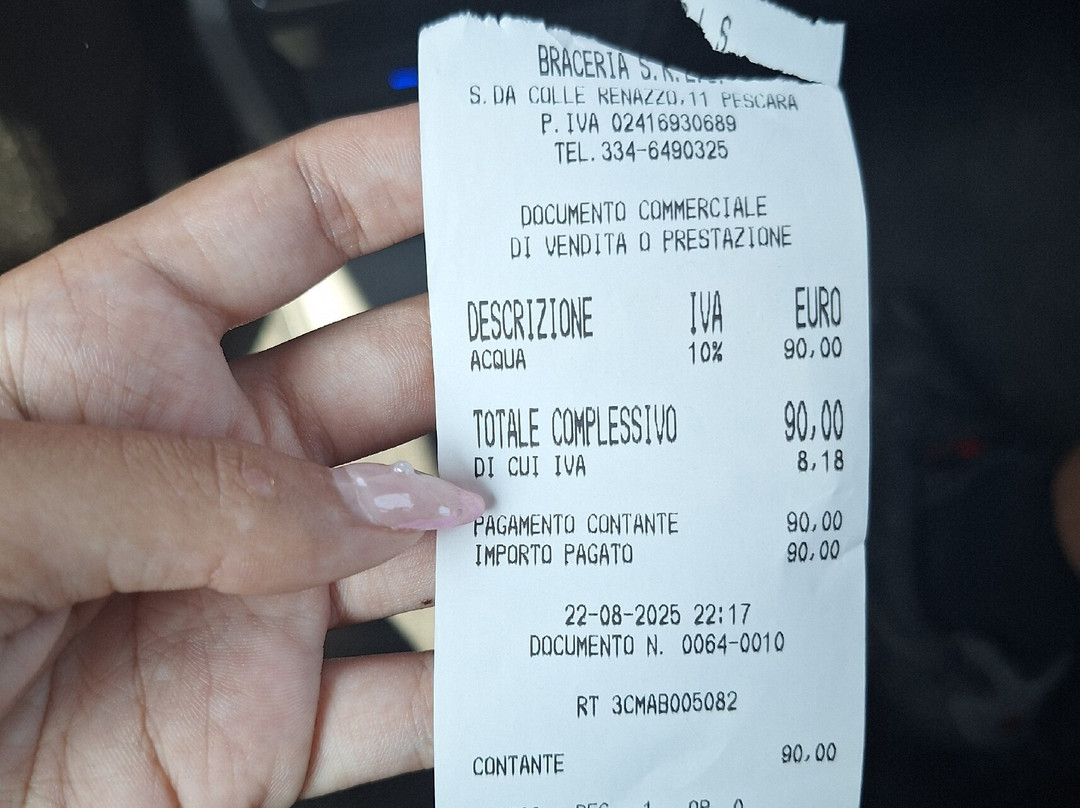 BRACERIA S.R.L.S.
S.DA COLLE RENAZZO,11 PESCARA
P.IVA 02416930689
TEL.334-6490325
DOCUMENTO COMMERCIALE
DI VENDITA O PRESTAZIONE
DESCRIZIONE IVA EURO
ACQUA 10% 90,00
TOTALE COMPLESSIVO 90,00
DI CUI IVA 8,18
PAGAMENTO CONTANTE 90,00
IMPORTO PAGATO 90,00
22-08-2025 22:17
DOCUMENTO N. 0064-0010
RT 3CMAB005082
CONTANTE 90,00